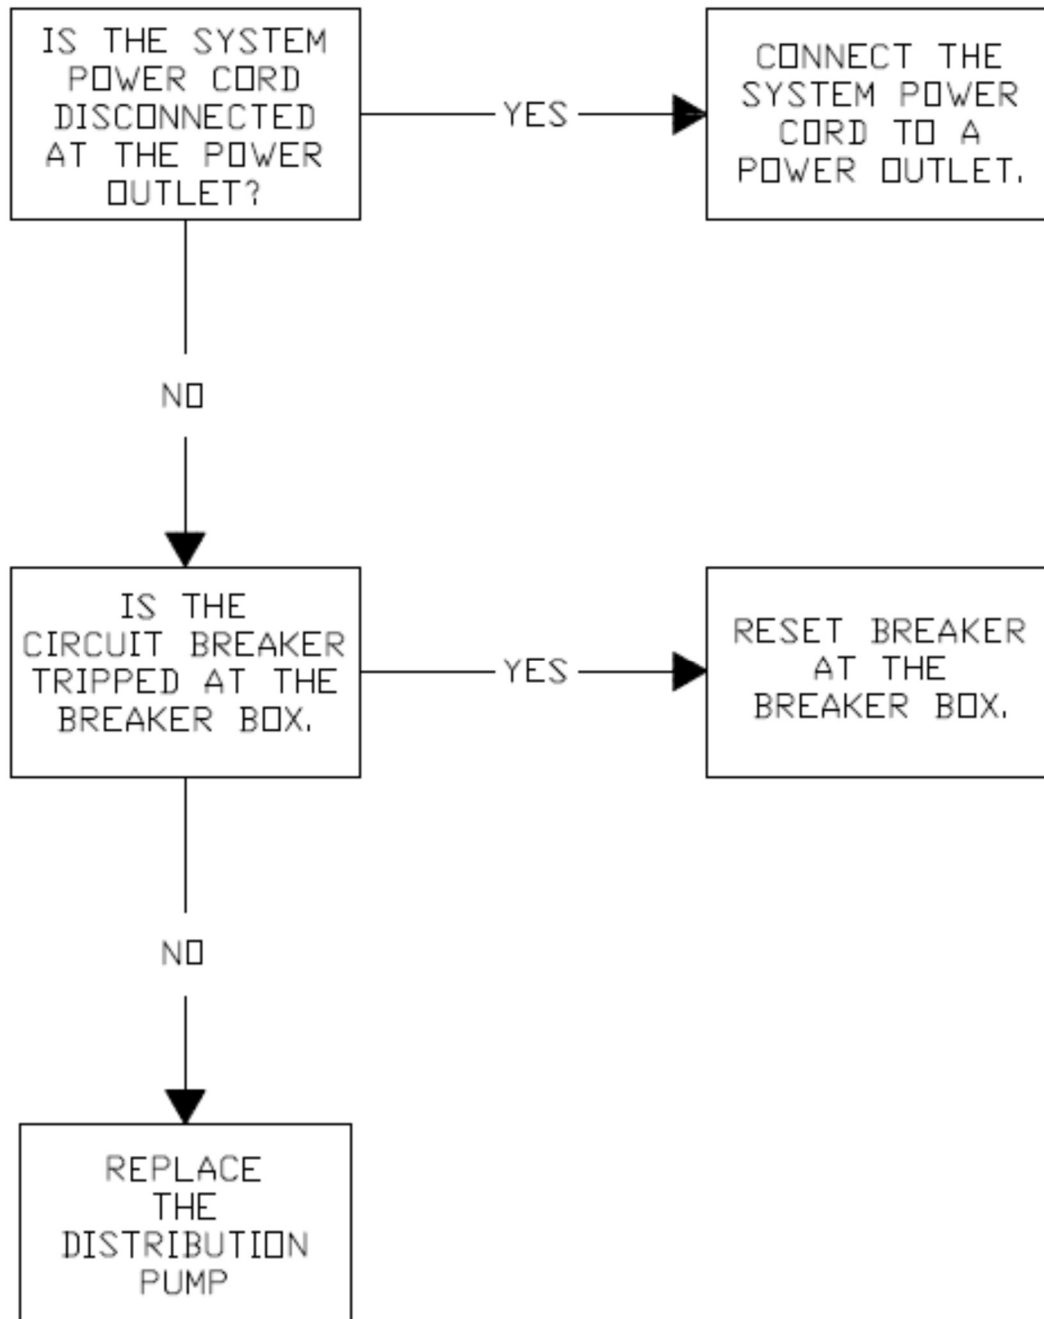 IS THE SYSTEM
POWER CORD
DISCONNECTED
AT THE POWER
OUTLET?
YES
CONNECT THE
SYSTEM POWER
CORD TO A
POWER OUTLET.
NO
IS THE
CIRCUIT BREAKER
TRIPPED AT THE
BREAKER BOX.
YES
RESET BREAKER
AT THE
BREAKER BOX.
NO
REPLACE
THE
DISTRIBUTION
PUMP